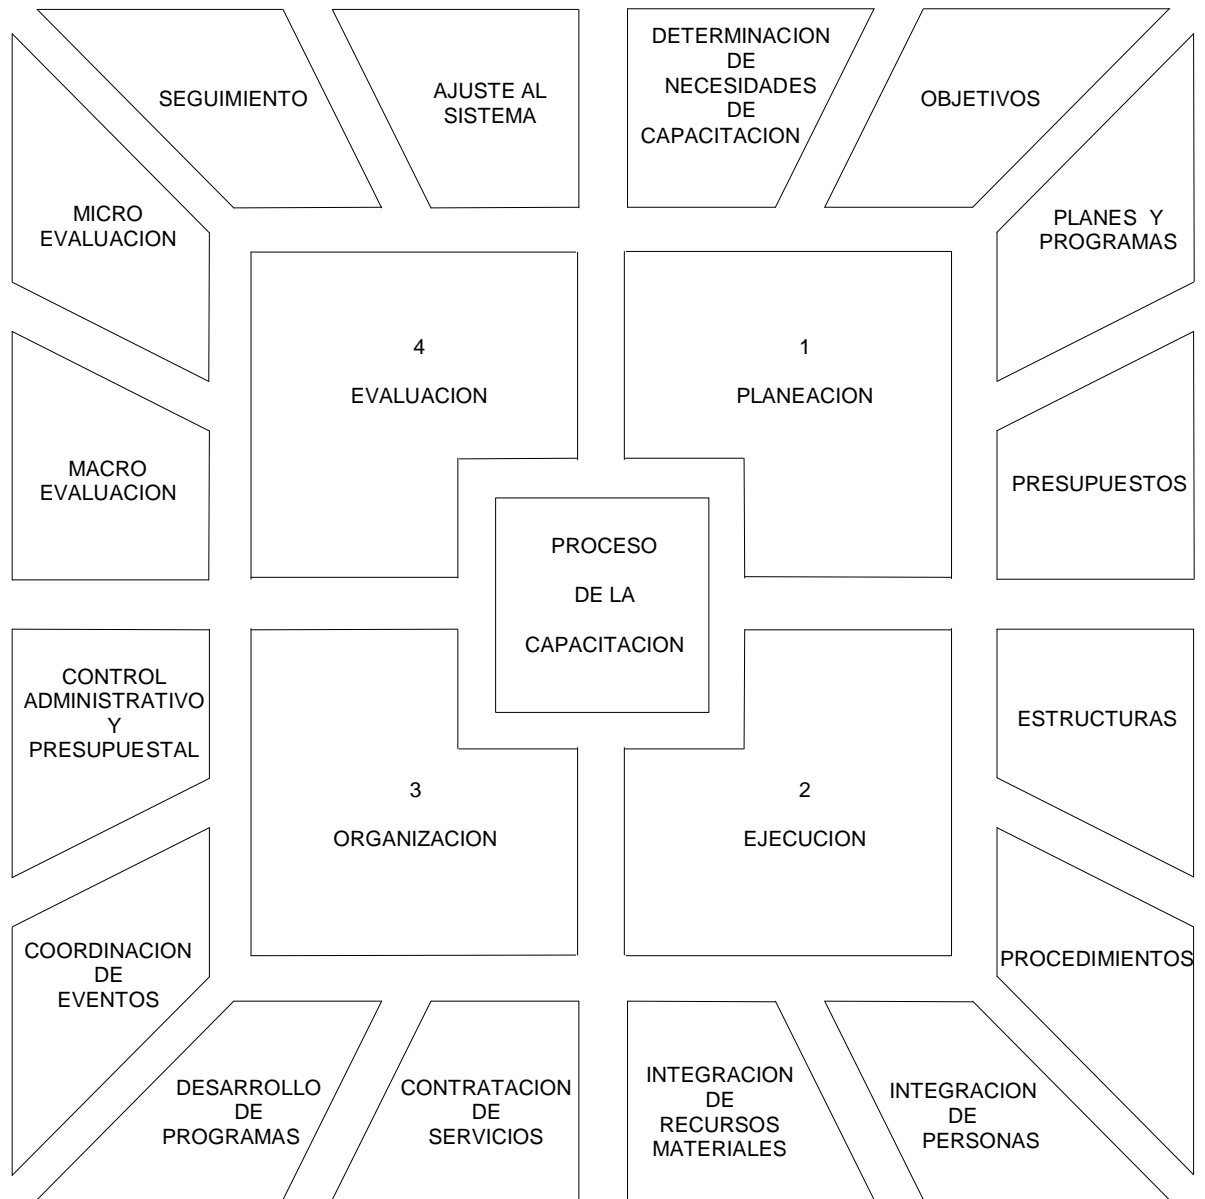 SEGUIMIENTO
AJUSTE AL
SISTEMA
DETERMINACION
DE
NECESIDADES
DE
CAPACITACION
OBJETIVOS
MICRO
EVALUACION
PLANES Y
PROGRAMAS
4
EVALUACION
1
PLANEACION
MACRO
EVALUACION
PRESUPUESTOS
PROCESO
DE LA
CAPACITACION
CONTROL
ADMINISTRATIVO
Y
PRESUPUESTAL
ESTRUCTURAS
3
ORGANIZACION
2
EJECUCION
COORDINACION
DE
EVENTOS
PROCEDIMIENTOS
DESARROLLO
DE
PROGRAMAS
CONTRATACION
DE
SERVICIOS
INTEGRACION
DE
RECURSOS
MATERIALES
INTEGRACION
DE
PERSONAS